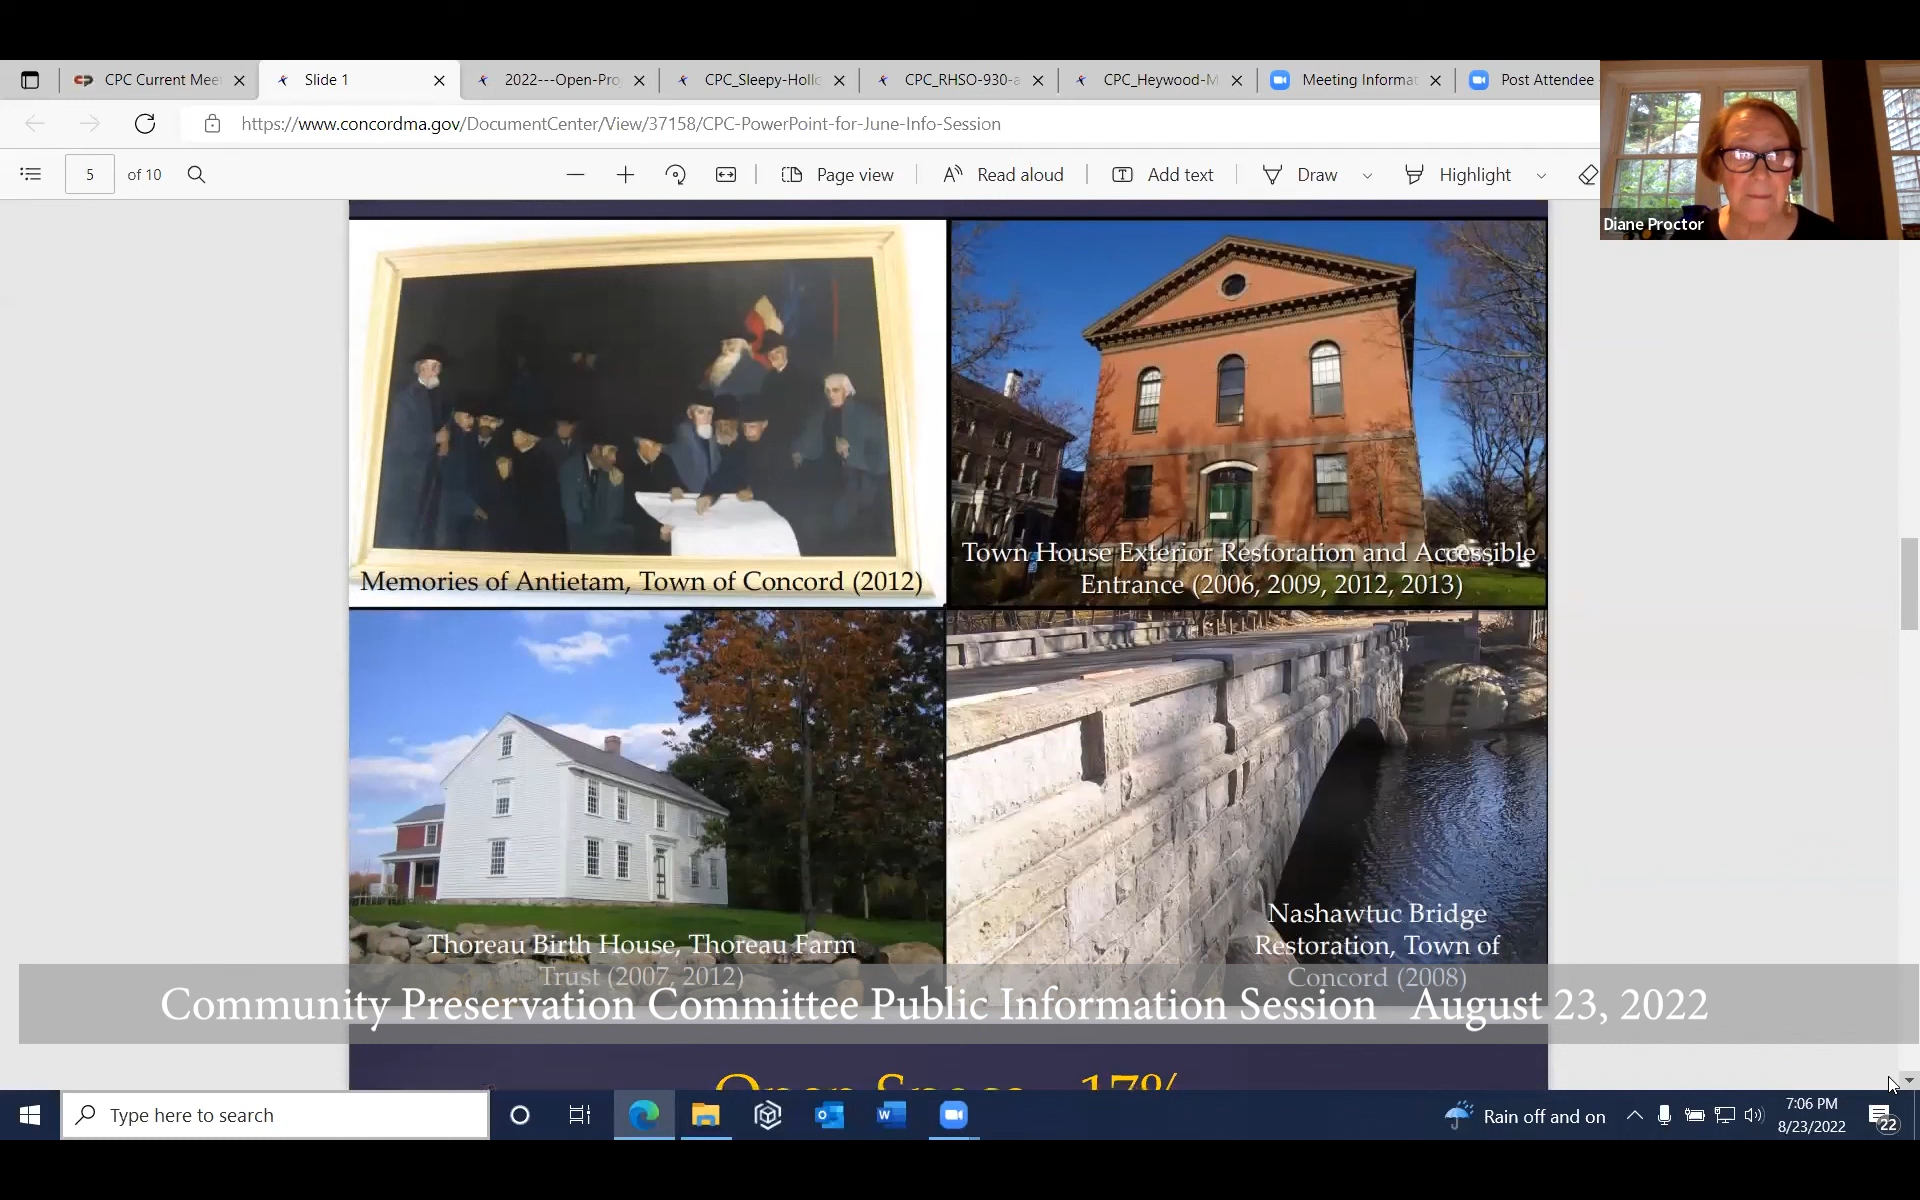 CPC Current Mee
Slide 1
2022---Open-Pro
CPC_Sleepy-Hollo
CPC_RHSO-930-a
CPC_Heywood-M
Meeting Informat
Post Attendee
https://www.concordma.gov/DocumentCenter/View/37158/CPC-PowerPoint-for-June-Info-Session
5 of 10
Page view
Read aloud
Add text
Draw
Highlight
Diane Proctor
Memories of Antietam, Town of Concord (2012)
Town House Exterior Restoration and Accessible
Entrance (2006, 2009, 2012, 2013)
Thoreau Birth House, Thoreau Farm
Trust (2007, 2012)
Nashawtuc Bridge
Restoration, Town of
Concord (2008)
Community Preservation Committee Public Information Session August 23, 2022
Open Space - 17%
Type here to search
Rain off and on
7:06 PM
8/23/2022
22